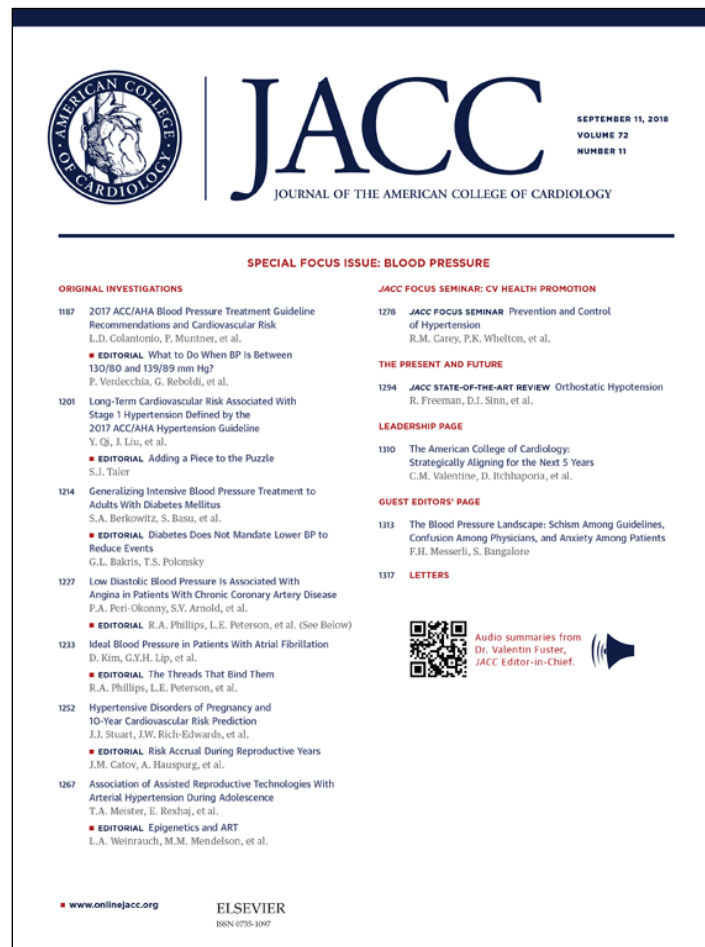 AMERICAN COLLEGE OF CARDIOLOGY
JACC
JOURNAL OF THE AMERICAN COLLEGE OF CARDIOLOGY
SEPTEMBER 11, 2018
VOLUME 72
NUMBER 11
SPECIAL FOCUS ISSUE: BLOOD PRESSURE
ORIGINAL INVESTIGATIONS
1187 2017 ACC/AHA Blood Pressure Treatment Guideline
Recommendations and Cardiovascular Risk
L.D. Colantonio, P. Muntner, et al.
■ EDITORIAL What to Do When BP Is Between
130/80 and 139/89 mm Hg?
P. Verdecchia, G. Reboldi, et al.
1201 Long-Term Cardiovascular Risk Associated With
Stage 1 Hypertension Defined by the
2017 ACC/AHA Hypertension Guideline
Y. Qi, J. Liu, et al.
■ EDITORIAL Adding a Piece to the Puzzle
S.J. Taler
1214 Generalizing Intensive Blood Pressure Treatment to
Adults With Diabetes Mellitus
S.A. Berkowitz, S. Basu, et al.
■ EDITORIAL Diabetes Does Not Mandate Lower BP to
Reduce Events
G.L. Bakris, T.S. Polonsky
1227 Low Diastolic Blood Pressure Is Associated With
Angina in Patients With Chronic Coronary Artery Disease
P.A. Peri-Okonny, S.V. Arnold, et al.
■ EDITORIAL R.A. Phillips, L.E. Peterson, et al. (See Below)
1233 Ideal Blood Pressure in Patients With Atrial Fibrillation
D. Kim, G.Y.H. Lip, et al.
■ EDITORIAL The Threads That Bind Them
R.A. Phillips, L.E. Peterson, et al.
1252 Hypertensive Disorders of Pregnancy and
10-Year Cardiovascular Risk Prediction
J.J. Stuart, J.W. Rich-Edwards, et al.
■ EDITORIAL Risk Accrual During Reproductive Years
J.M. Catov, A. Hauspurg, et al.
1267 Association of Assisted Reproductive Technologies With
Arterial Hypertension During Adolescence
T.A. Meister, E. Rexhaj, et al.
■ EDITORIAL Epigenetics and ART
L.A. Weinrauch, M.M. Mendelson, et al.
JACC FOCUS SEMINAR: CV HEALTH PROMOTION
1278 JACC FOCUS SEMINAR Prevention and Control
of Hypertension
R.M. Carey, P.K. Whelton, et al.
THE PRESENT AND FUTURE
1294 JACC STATE-OF-THE-ART REVIEW Orthostatic Hypotension
R. Freeman, D.I. Sinn, et al.
LEADERSHIP PAGE
1310 The American College of Cardiology:
Strategically Aligning for the Next 5 Years
C.M. Valentine, D. Itchhaporia, et al.
GUEST EDITORS' PAGE
1313 The Blood Pressure Landscape: Schism Among Guidelines,
Confusion Among Physicians, and Anxiety Among Patients
F.H. Messerli, S. Bangalore
1317 LETTERS
Audio summaries from
Dr. Valentin Fuster,
JACC Editor-in-Chief.
■ www.onlinejacc.org
ELSEVIER
ISSN 0735-1097